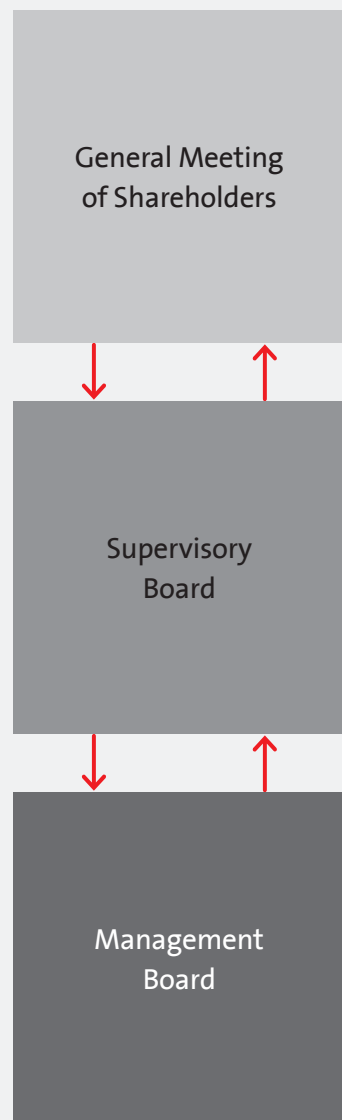 General Meeting
of Shareholders
Supervisory
Board
Management
Board